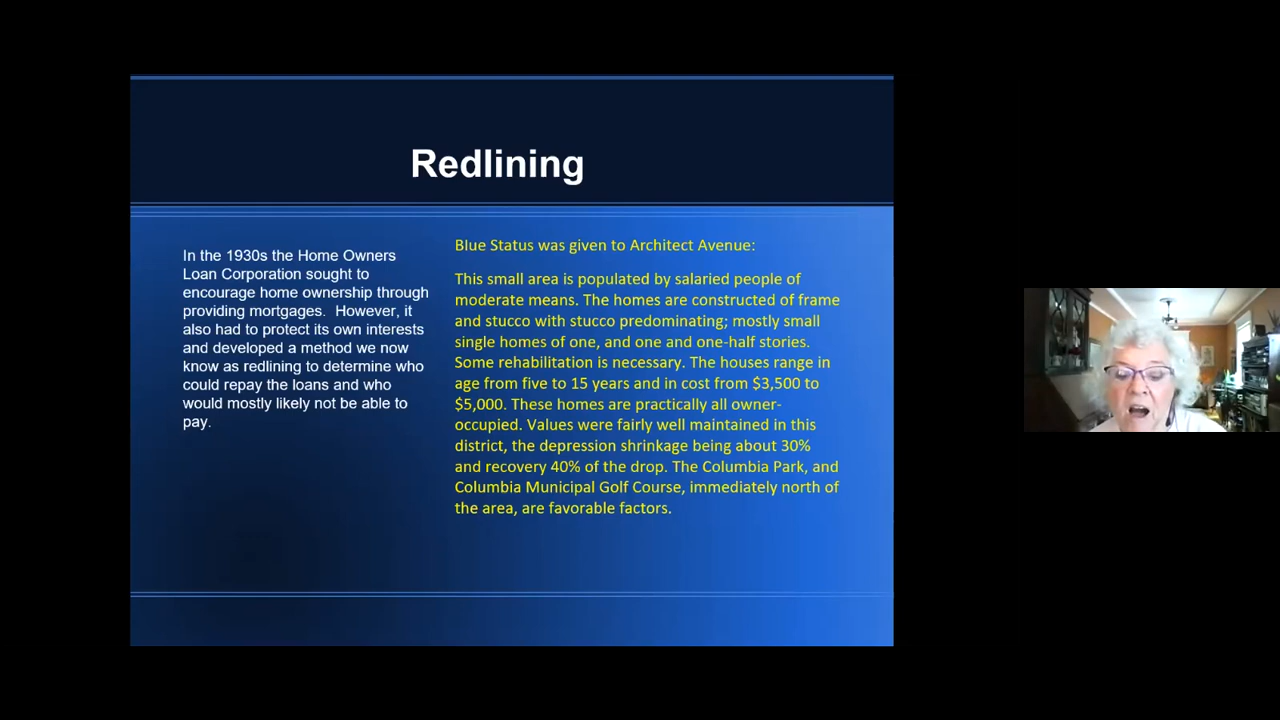 Redlining
In the 1930s the Home Owners
Loan Corporation sought to
encourage home ownership through
providing mortgages. However, it
also had to protect its own interests
and developed a method we now
know as redlining to determine who
could repay the loans and who
would mostly likely not be able to
pay.
Blue Status was given to Architect Avenue:
This small area is populated by salaried people of
moderate means. The homes are constructed of frame
and stucco with stucco predominating; mostly small
single homes of one, and one and one-half stories.
Some rehabilitation is necessary. The houses range in
age from five to 15 years and in cost from $3,500 to
$5,000. These homes are practically all owner-
occupied. Values were fairly well maintained in this
district, the depression shrinkage being about 30%
and recovery 40% of the drop. The Columbia Park, and
Columbia Municipal Golf Course, immediately north of
the area, are favorable factors.